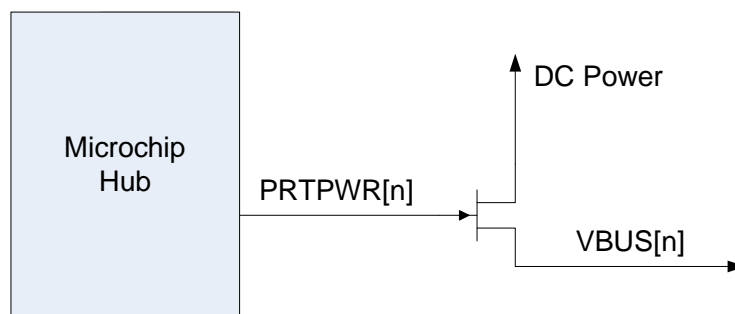 Microchip
Hub
PRTPWR[n]
DC Power
VBUS[n]